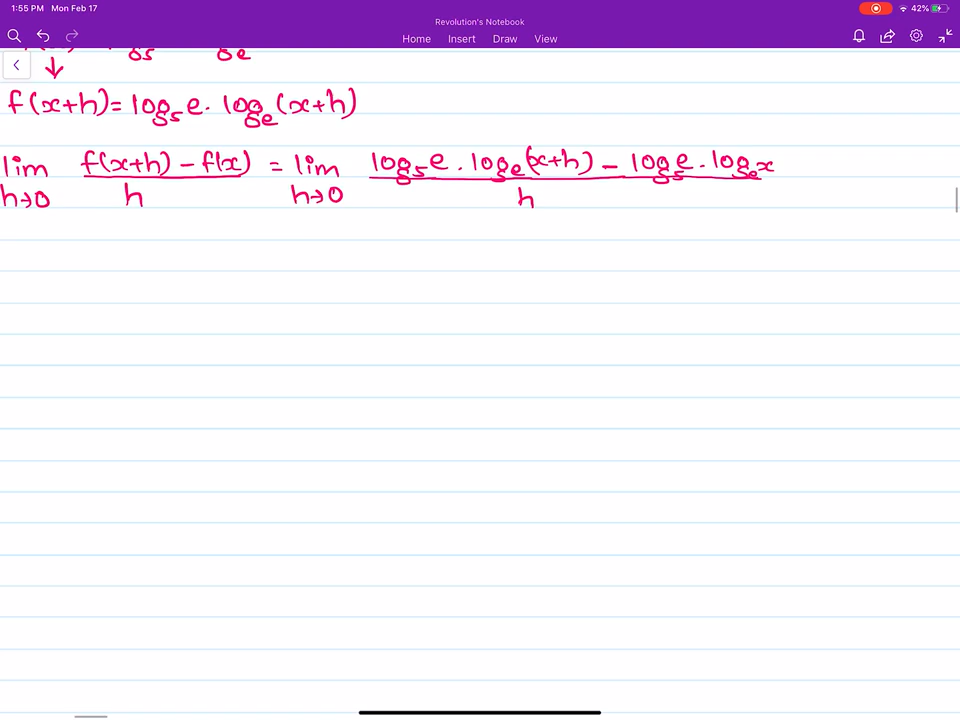 1:55 PM Mon Feb 17 42%
Revolution's Notebook
Home Insert Draw View
f(x+h) = log₅e · logₑ(x+h)
lim h→0 f(x+h) − f(x) / h = lim h→0 log₅e · logₑ(x+h) − log₅e · logₑx / h